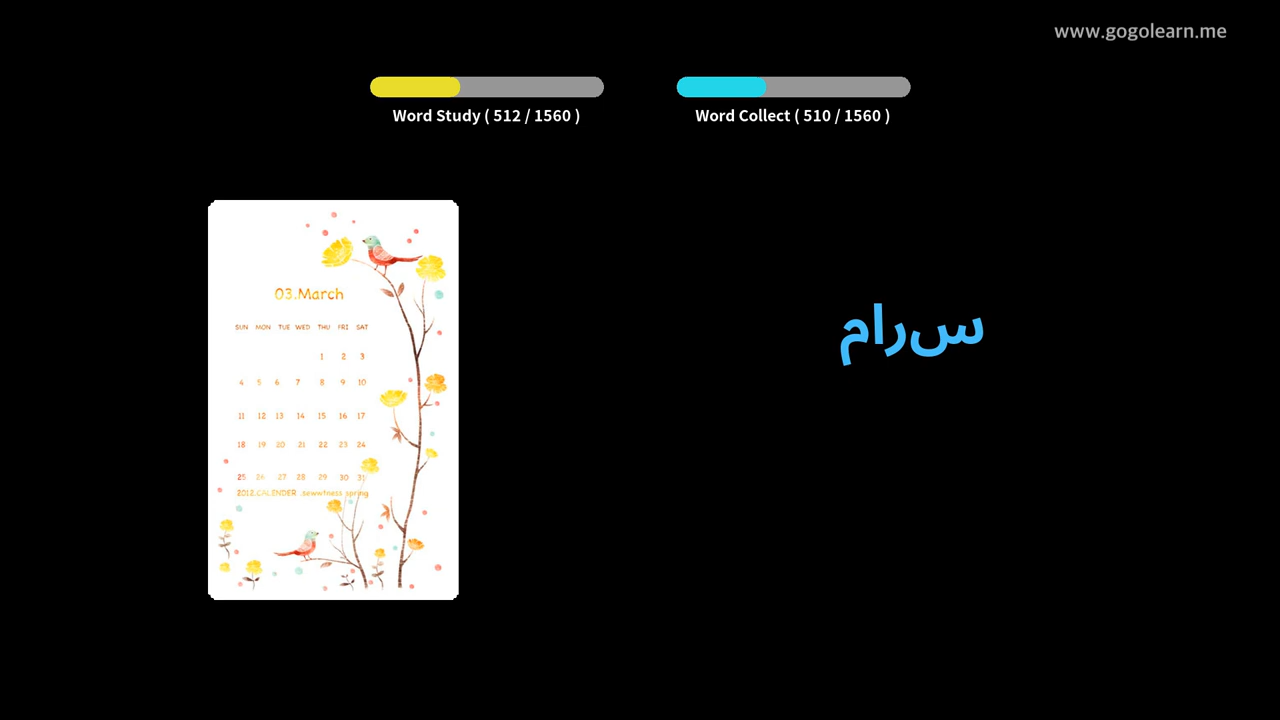 www.gogolearn.me
Word Study ( 512 / 1560 )
Word Collect ( 510 / 1560 )
03.March
SUN MON TUE WED THU FRI SAT
1 2 3
4 5 6 7 8 9 10
11 12 13 14 15 16 17
18 19 20 21 22 23 24
25 26 27 28 29 30 31
2012.CALENDER .sewwtness spring
س‌رام